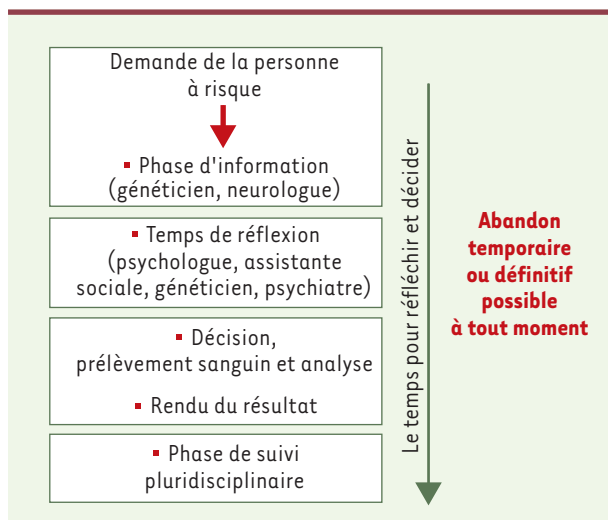 Demande de la personne
à risque
▪ Phase d'information
(généticien, neurologue)
▪ Temps de réflexion
(psychologue, assistante
sociale, généticien, psychiatre)
▪ Décision,
prélèvement sanguin et analyse
▪ Rendu du résultat
▪ Phase de suivi
pluridisciplinaire
Le temps pour réfléchir et décider
Abandon
temporaire
ou définitif
possible
à tout moment